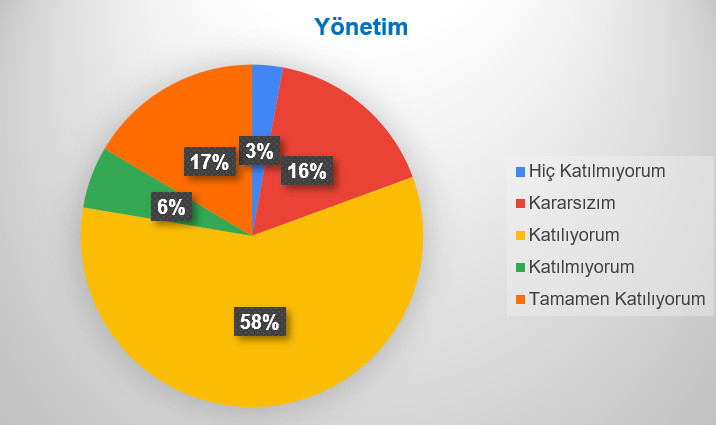 Yönetim
3%
16%
17%
6%
58%
Hiç Katılmıyorum
Kararsızım
Katılıyorum
Katılmıyorum
Tamamen Katılıyorum